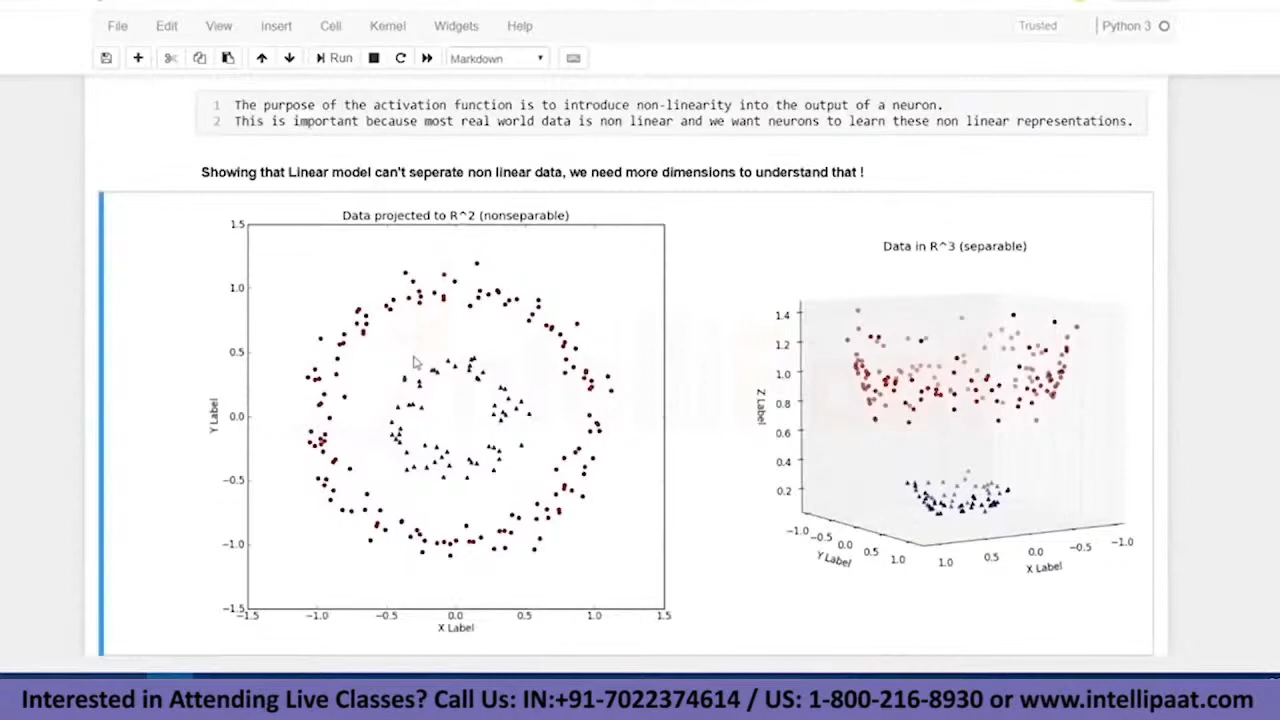 File Edit View Insert Cell Kernel Widgets Help Trusted Python 3
Run Markdown
1 The purpose of the activation function is to introduce non-linearity into the output of a neuron.
2 This is important because most real world data is non linear and we want neurons to learn these non linear representations.
Showing that Linear model can't seperate non linear data, we need more dimensions to understand that !
Data projected to R^2 (nonseparable)
1.5
1.0
0.5
0.0
−0.5
−1.0
−1.5
Y Label
−1.5 −1.0 −0.5 0.0 0.5 1.0 1.5
X Label
Data in R^3 (separable)
1.4
1.2
1.0
0.8
0.6
0.4
0.2
Z Label
−1.0 −0.5 0.0 0.5 1.0
Y Label
1.0 0.5 0.0 −0.5 −1.0
X Label
Interested in Attending Live Classes? Call Us: IN:+91-7022374614 / US: 1-800-216-8930 or www.intellipaat.com